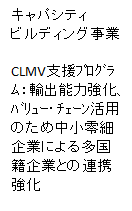 キャパシティ
ビルディング事業
CLMV支援ﾌﾟﾛｸﾞﾗ
ム：輸出能力強化、
ﾊﾞﾘｭｰ・ﾁｪｰﾝ活用
のため中小零細
企業による多国
籍企業との連携
強化